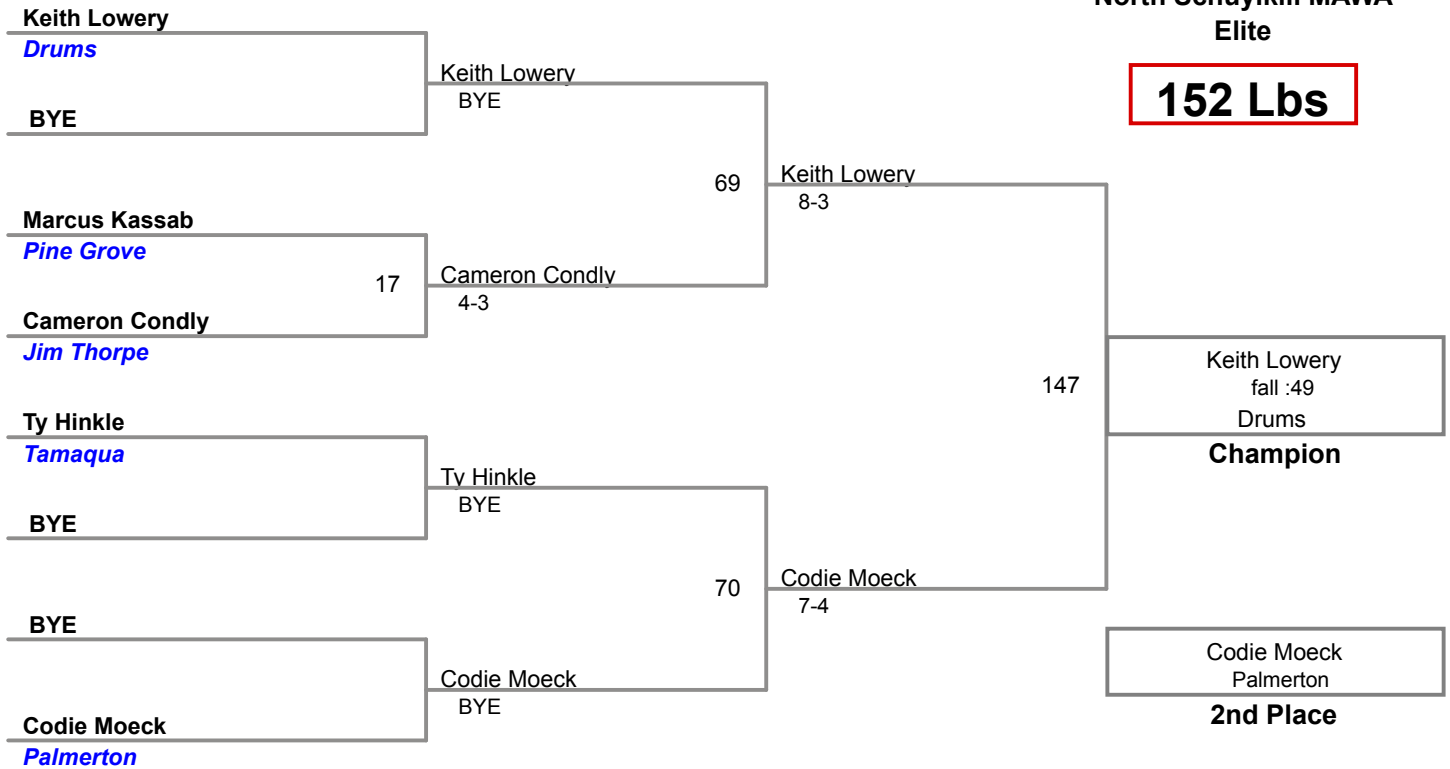 North Schuylkill MAWA
Elite
152 Lbs
Keith Lowery
Drums
BYE
Marcus Kassab
Pine Grove
17
Cameron Condly
Jim Thorpe
Ty Hinkle
Tamaqua
BYE
BYE
Codie Moeck
Palmerton
Keith Lowery
BYE
69
Cameron Condly
4-3
Ty Hinkle
BYE
70
Codie Moeck
BYE
Keith Lowery
8-3
147
Codie Moeck
7-4
Keith Lowery
fall :49
Drums
Champion
Codie Moeck
Palmerton
2nd Place